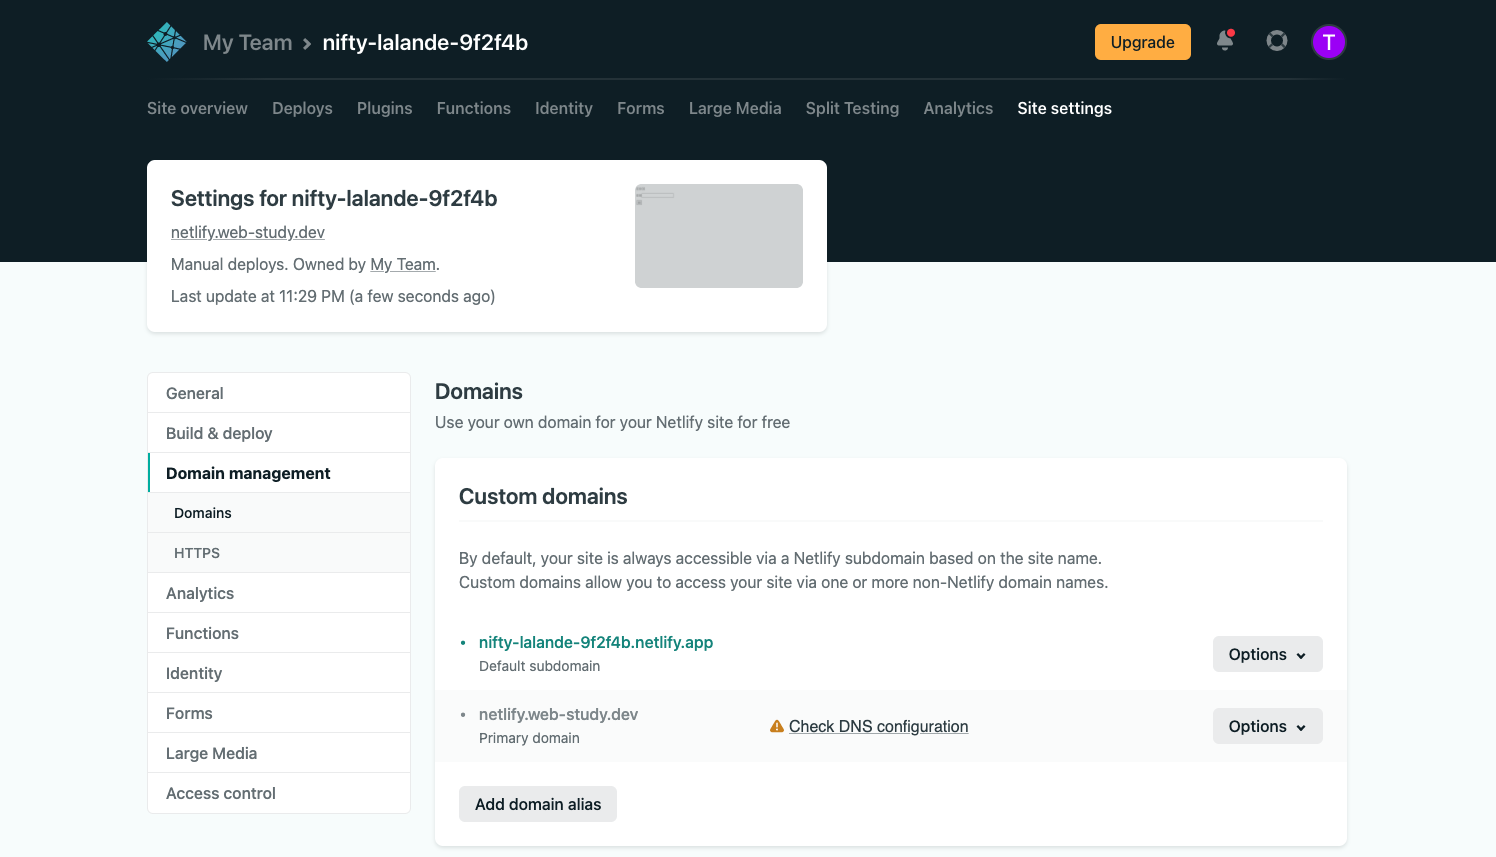 My Team > nifty-lalande-9f2f4b
Upgrade
T
Site overview Deploys Plugins Functions Identity Forms Large Media Split Testing Analytics Site settings
Settings for nifty-lalande-9f2f4b
netlify.web-study.dev
Manual deploys. Owned by My Team.
Last update at 11:29 PM (a few seconds ago)
General
Build & deploy
Domain management
Domains
HTTPS
Analytics
Functions
Identity
Forms
Large Media
Access control
Domains
Use your own domain for your Netlify site for free
Custom domains
By default, your site is always accessible via a Netlify subdomain based on the site name.
Custom domains allow you to access your site via one or more non-Netlify domain names.
• nifty-lalande-9f2f4b.netlify.app
Default subdomain
Options
• netlify.web-study.dev
Primary domain
Check DNS configuration
Options
Add domain alias